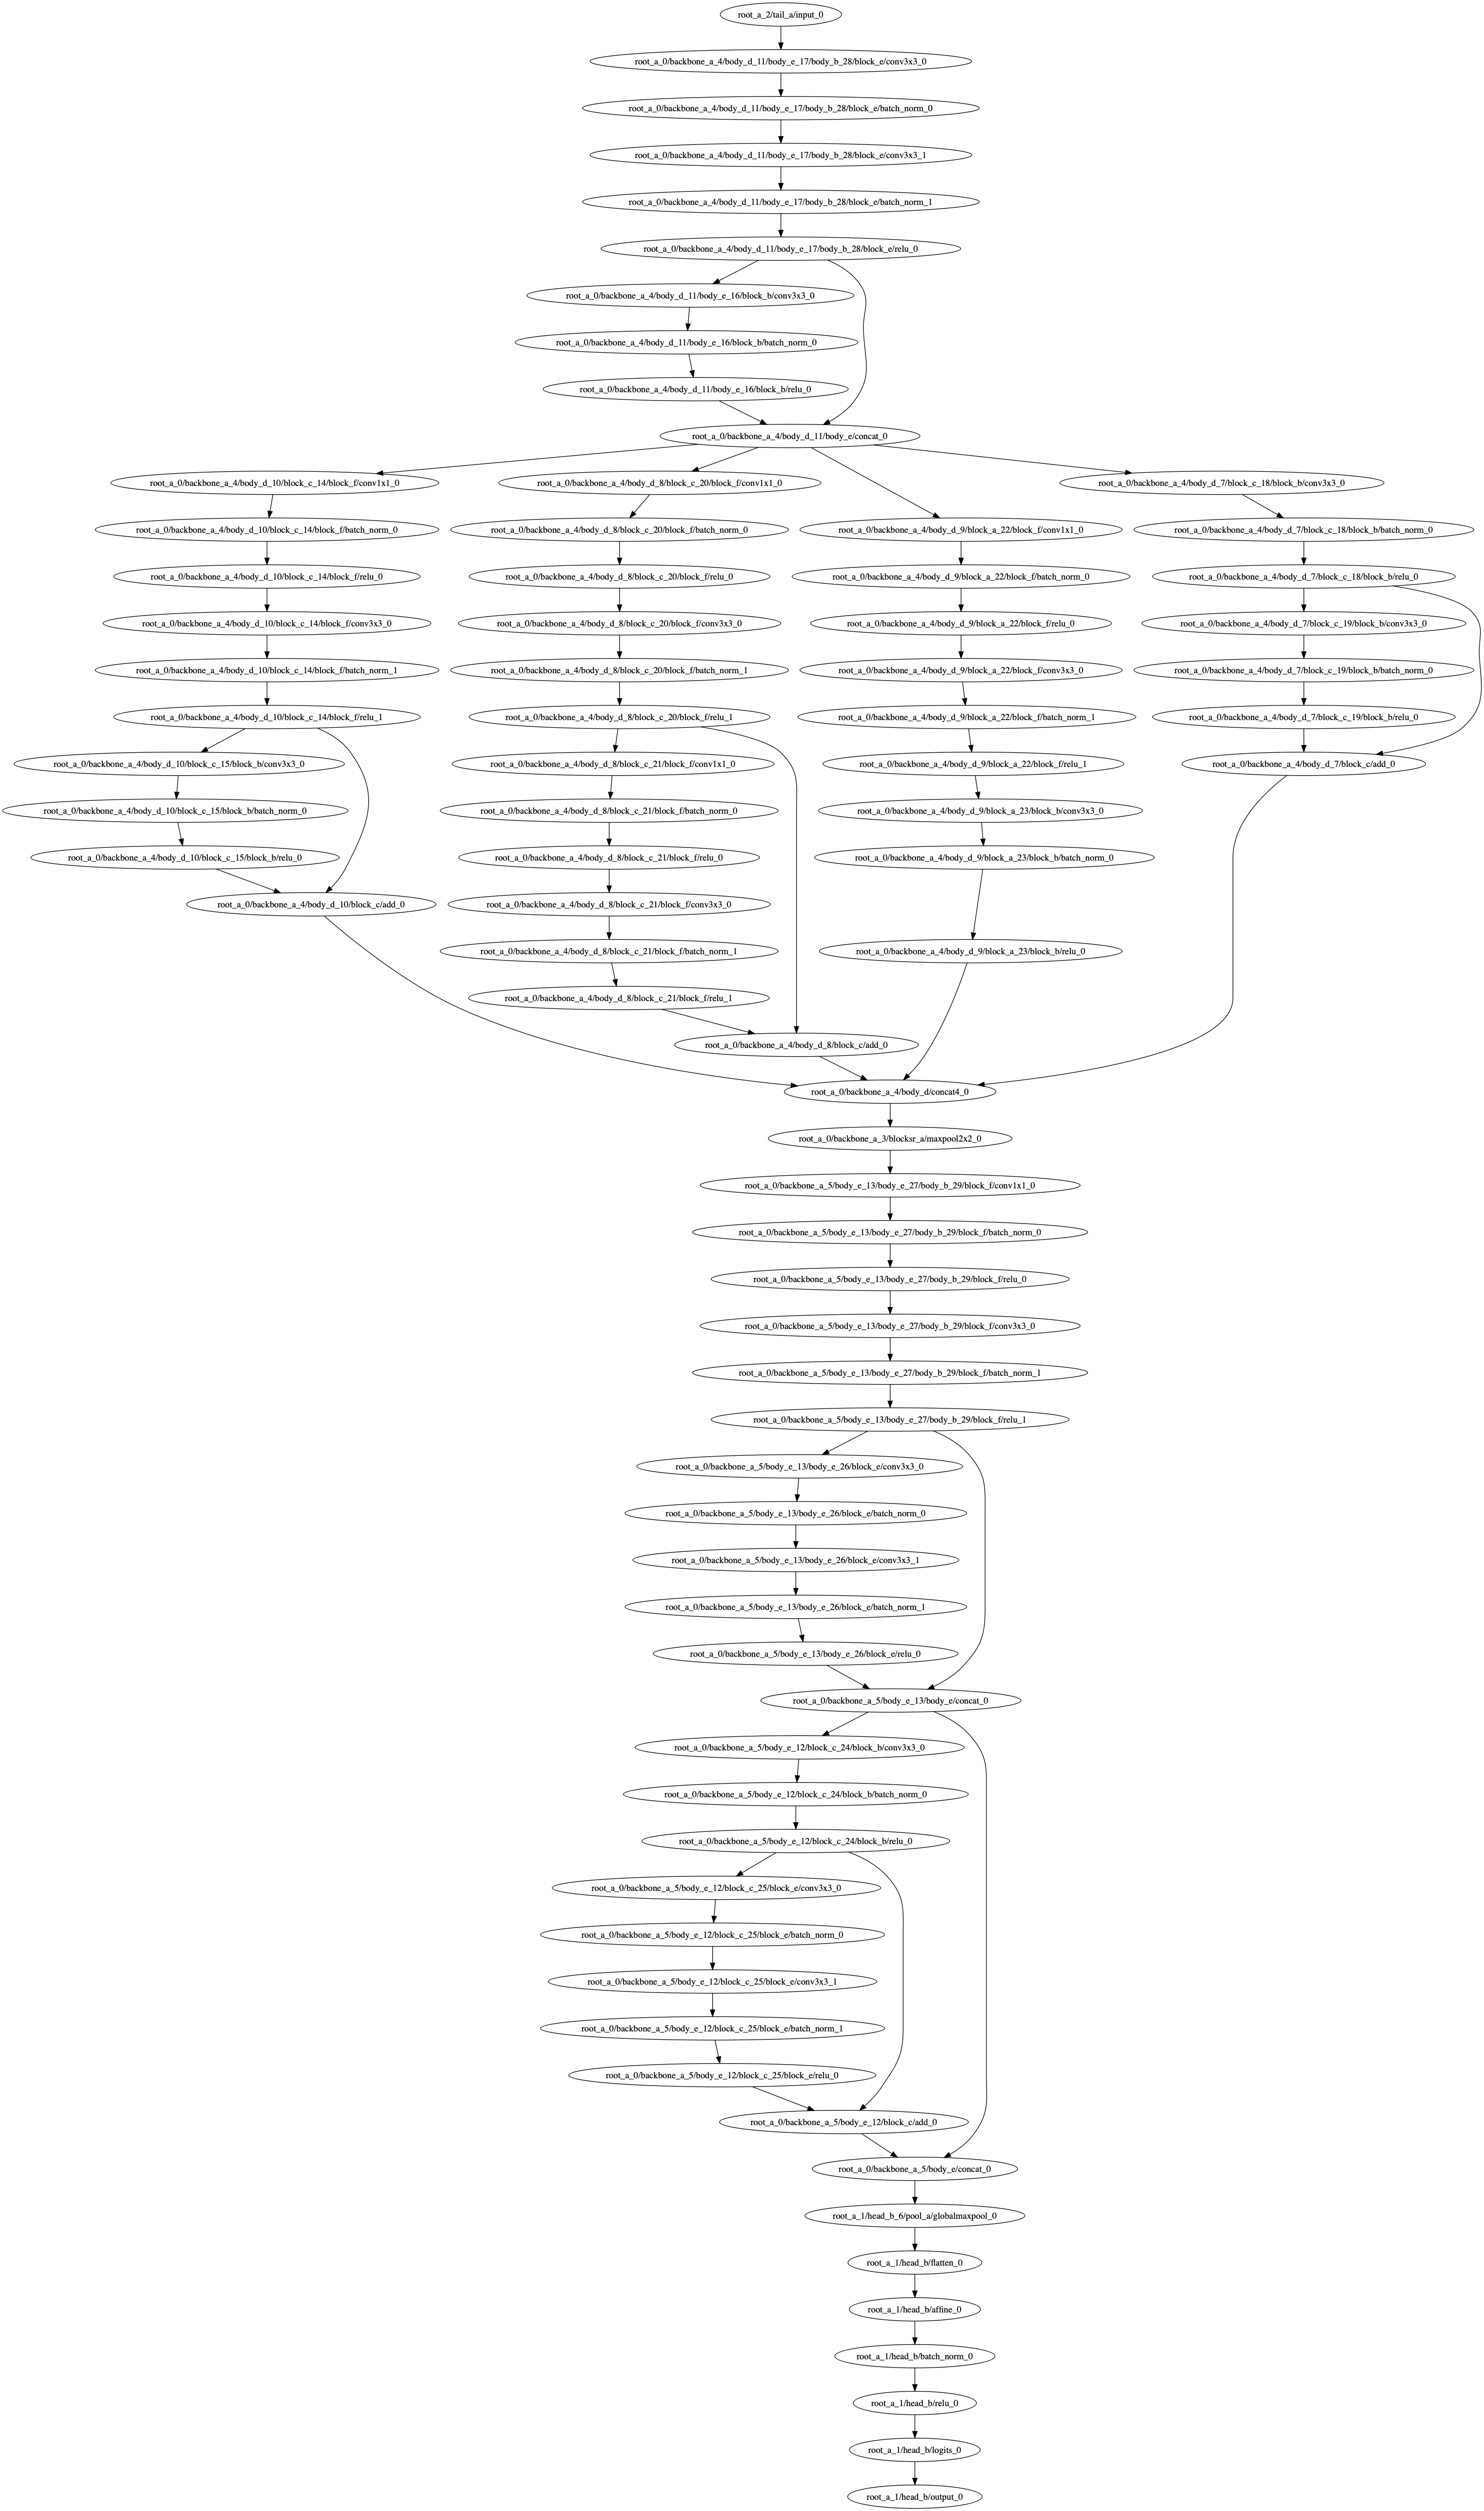 root_a_2/tail_a/input_0
root_a_0/backbone_a_4/body_d_11/body_e_17/body_b_28/block_e/conv3x3_0
root_a_0/backbone_a_4/body_d_11/body_e_17/body_b_28/block_e/batch_norm_0
root_a_0/backbone_a_4/body_d_11/body_e_17/body_b_28/block_e/conv3x3_1
root_a_0/backbone_a_4/body_d_11/body_e_17/body_b_28/block_e/batch_norm_1
root_a_0/backbone_a_4/body_d_11/body_e_17/body_b_28/block_e/relu_0
root_a_0/backbone_a_4/body_d_11/body_e_16/block_b/conv3x3_0
root_a_0/backbone_a_4/body_d_11/body_e_16/block_b/batch_norm_0
root_a_0/backbone_a_4/body_d_11/body_e_16/block_b/relu_0
root_a_0/backbone_a_4/body_d_11/body_e/concat_0
root_a_0/backbone_a_4/body_d_10/block_c_14/block_f/conv1x1_0
root_a_0/backbone_a_4/body_d_8/block_c_20/block_f/conv1x1_0
root_a_0/backbone_a_4/body_d_7/block_c_18/block_b/conv3x3_0
root_a_0/backbone_a_4/body_d_10/block_c_14/block_f/batch_norm_0
root_a_0/backbone_a_4/body_d_8/block_c_20/block_f/batch_norm_0
root_a_0/backbone_a_4/body_d_9/block_a_22/block_f/conv1x1_0
root_a_0/backbone_a_4/body_d_7/block_c_18/block_b/batch_norm_0
root_a_0/backbone_a_4/body_d_10/block_c_14/block_f/relu_0
root_a_0/backbone_a_4/body_d_8/block_c_20/block_f/relu_0
root_a_0/backbone_a_4/body_d_9/block_a_22/block_f/batch_norm_0
root_a_0/backbone_a_4/body_d_7/block_c_18/block_b/relu_0
root_a_0/backbone_a_4/body_d_10/block_c_14/block_f/conv3x3_0
root_a_0/backbone_a_4/body_d_8/block_c_20/block_f/conv3x3_0
root_a_0/backbone_a_4/body_d_9/block_a_22/block_f/relu_0
root_a_0/backbone_a_4/body_d_7/block_c_19/block_b/conv3x3_0
root_a_0/backbone_a_4/body_d_10/block_c_14/block_f/batch_norm_1
root_a_0/backbone_a_4/body_d_8/block_c_20/block_f/batch_norm_1
root_a_0/backbone_a_4/body_d_9/block_a_22/block_f/conv3x3_0
root_a_0/backbone_a_4/body_d_7/block_c_19/block_b/batch_norm_0
root_a_0/backbone_a_4/body_d_10/block_c_14/block_f/relu_1
root_a_0/backbone_a_4/body_d_8/block_c_20/block_f/relu_1
root_a_0/backbone_a_4/body_d_9/block_a_22/block_f/batch_norm_1
root_a_0/backbone_a_4/body_d_7/block_c_19/block_b/relu_0
root_a_0/backbone_a_4/body_d_10/block_c_15/block_b/conv3x3_0
root_a_0/backbone_a_4/body_d_8/block_c_21/block_f/conv1x1_0
root_a_0/backbone_a_4/body_d_9/block_a_22/block_f/relu_1
root_a_0/backbone_a_4/body_d_7/block_c/add_0
root_a_0/backbone_a_4/body_d_10/block_c_15/block_b/batch_norm_0
root_a_0/backbone_a_4/body_d_8/block_c_21/block_f/batch_norm_0
root_a_0/backbone_a_4/body_d_9/block_a_23/block_b/conv3x3_0
root_a_0/backbone_a_4/body_d_10/block_c_15/block_b/relu_0
root_a_0/backbone_a_4/body_d_8/block_c_21/block_f/relu_0
root_a_0/backbone_a_4/body_d_9/block_a_23/block_b/batch_norm_0
root_a_0/backbone_a_4/body_d_10/block_c/add_0
root_a_0/backbone_a_4/body_d_8/block_c_21/block_f/conv3x3_0
root_a_0/backbone_a_4/body_d_8/block_c_21/block_f/batch_norm_1
root_a_0/backbone_a_4/body_d_9/block_a_23/block_b/relu_0
root_a_0/backbone_a_4/body_d_8/block_c_21/block_f/relu_1
root_a_0/backbone_a_4/body_d_8/block_c/add_0
root_a_0/backbone_a_4/body_d/concat4_0
root_a_0/backbone_a_3/blocksr_a/maxpool2x2_0
root_a_0/backbone_a_5/body_e_13/body_e_27/body_b_29/block_f/conv1x1_0
root_a_0/backbone_a_5/body_e_13/body_e_27/body_b_29/block_f/batch_norm_0
root_a_0/backbone_a_5/body_e_13/body_e_27/body_b_29/block_f/relu_0
root_a_0/backbone_a_5/body_e_13/body_e_27/body_b_29/block_f/conv3x3_0
root_a_0/backbone_a_5/body_e_13/body_e_27/body_b_29/block_f/batch_norm_1
root_a_0/backbone_a_5/body_e_13/body_e_27/body_b_29/block_f/relu_1
root_a_0/backbone_a_5/body_e_13/body_e_26/block_e/conv3x3_0
root_a_0/backbone_a_5/body_e_13/body_e_26/block_e/batch_norm_0
root_a_0/backbone_a_5/body_e_13/body_e_26/block_e/conv3x3_1
root_a_0/backbone_a_5/body_e_13/body_e_26/block_e/batch_norm_1
root_a_0/backbone_a_5/body_e_13/body_e_26/block_e/relu_0
root_a_0/backbone_a_5/body_e_13/body_e/concat_0
root_a_0/backbone_a_5/body_e_12/block_c_24/block_b/conv3x3_0
root_a_0/backbone_a_5/body_e_12/block_c_24/block_b/batch_norm_0
root_a_0/backbone_a_5/body_e_12/block_c_24/block_b/relu_0
root_a_0/backbone_a_5/body_e_12/block_c_25/block_e/conv3x3_0
root_a_0/backbone_a_5/body_e_12/block_c_25/block_e/batch_norm_0
root_a_0/backbone_a_5/body_e_12/block_c_25/block_e/conv3x3_1
root_a_0/backbone_a_5/body_e_12/block_c_25/block_e/batch_norm_1
root_a_0/backbone_a_5/body_e_12/block_c_25/block_e/relu_0
root_a_0/backbone_a_5/body_e_12/block_c/add_0
root_a_0/backbone_a_5/body_e/concat_0
root_a_1/head_b_6/pool_a/globalmaxpool_0
root_a_1/head_b/flatten_0
root_a_1/head_b/affine_0
root_a_1/head_b/batch_norm_0
root_a_1/head_b/relu_0
root_a_1/head_b/logits_0
root_a_1/head_b/output_0